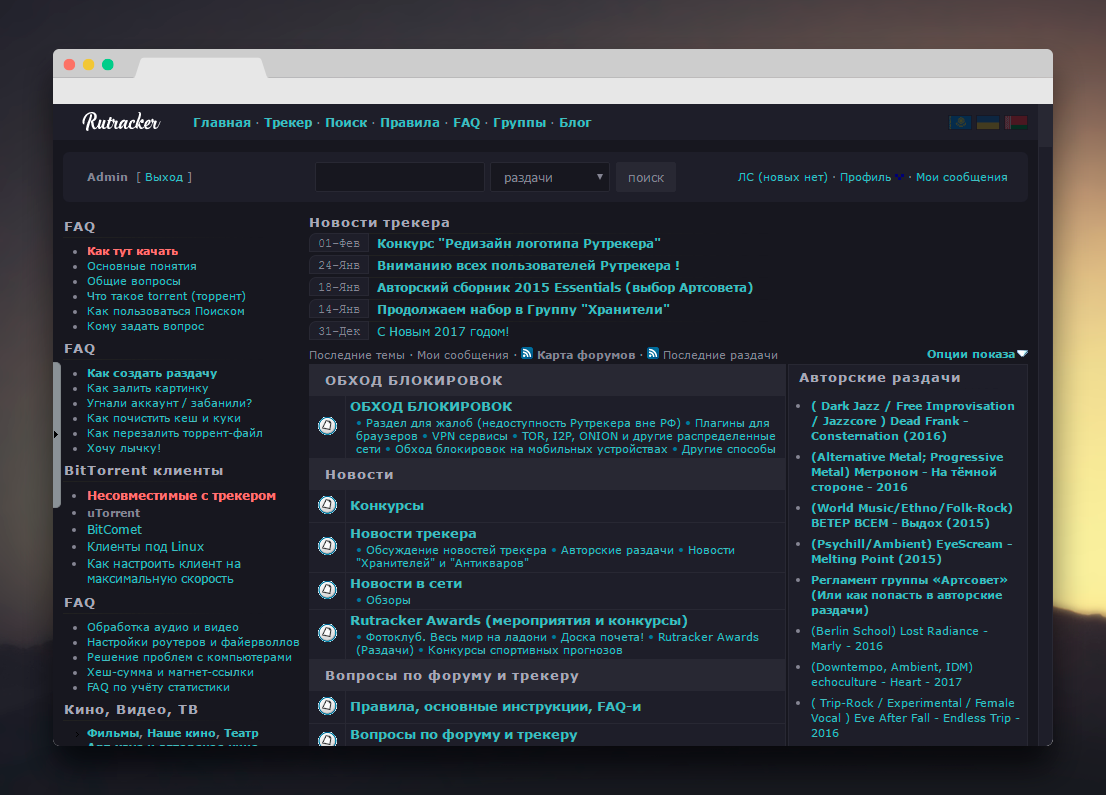 Rutracker
Главная · Трекер · Поиск · Правила · FAQ · Группы · Блог
Admin [ Выход ]
раздачи
поиск
ЛС (новых нет) · Профиль · Мои сообщения
FAQ
Как тут качать
Основные понятия
Общие вопросы
Что такое torrent (торрент)
Как пользоваться Поиском
Кому задать вопрос
FAQ
Как создать раздачу
Как залить картинку
Угнали аккаунт / забанили?
Как почистить кеш и куки
Как перезалить торрент-файл
Хочу лычку!
BitTorrent клиенты
Несовместимые с трекером
uTorrent
BitComet
Клиенты под Linux
Как настроить клиент на
максимальную скорость
FAQ
Обработка аудио и видео
Настройки роутеров и файерволлов
Решение проблем с компьютерами
Хеш-сумма и магнет-ссылки
FAQ по учёту статистики
Кино, Видео, ТВ
Фильмы, Наше кино, Театр
Новости трекера
01-Фев Конкурс "Редизайн логотипа Рутрекера"
24-Янв Вниманию всех пользователей Рутрекера !
18-Янв Авторский сборник 2015 Essentials (выбор Артсовета)
14-Янв Продолжаем набор в Группу "Хранители"
31-Дек С Новым 2017 годом!
Последние темы · Мои сообщения · Карта форумов · Последние раздачи
Опции показа
ОБХОД БЛОКИРОВОК
ОБХОД БЛОКИРОВОК
• Раздел для жалоб (недоступность Рутрекера вне РФ) • Плагины для
браузеров • VPN сервисы • TOR, I2P, ONION и другие распределенные
сети • Обход блокировок на мобильных устройствах • Другие способы
Новости
Конкурсы
Новости трекера
• Обсуждение новостей трекера • Авторские раздачи • Новости
"Хранителей" и "Антикваров"
Новости в сети
• Обзоры
Rutracker Awards (мероприятия и конкурсы)
• Фотоклуб. Весь мир на ладони • Доска почета! • Rutracker Awards
(Раздачи) • Конкурсы спортивных прогнозов
Вопросы по форуму и трекеру
Правила, основные инструкции, FAQ-и
Вопросы по форуму и трекеру
Авторские раздачи
( Dark Jazz / Free Improvisation
/ Jazzcore ) Dead Frank -
Consternation (2016)
(Alternative Metal; Progressive
Metal) Метроном - На тёмной
стороне - 2016
(World Music/Ethno/Folk-Rock)
ВЕТЕР ВСЕМ - Выдох (2015)
(Psychill/Ambient) EyeScream -
Melting Point (2015)
Регламент группы «Артсовет»
(Или как попасть в авторские
раздачи)
(Berlin School) Lost Radiance -
Marly - 2016
(Downtempo, Ambient, IDM)
echoculture - Heart - 2017
( Trip-Rock / Experimental / Female
Vocal ) Eve After Fall - Endless Trip -
2016